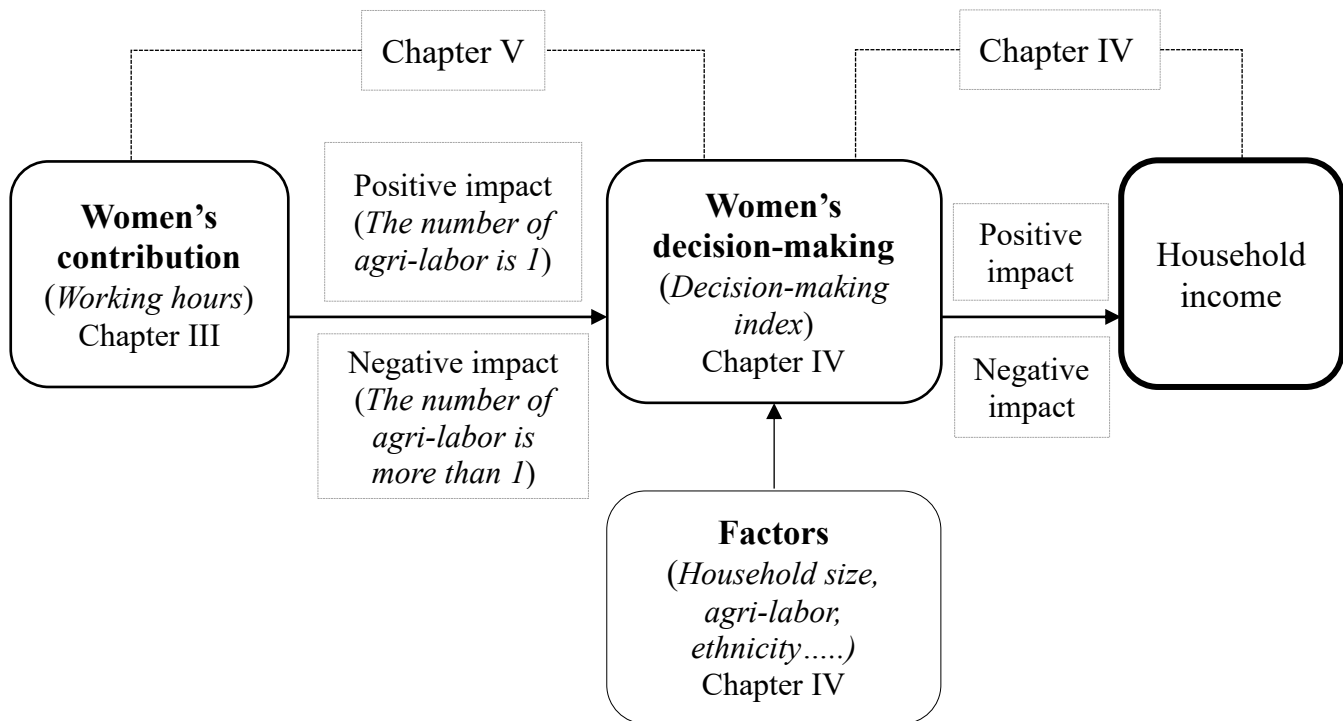 Chapter V
Chapter IV
Women’s
contribution
(Working hours)
Chapter III
Positive impact
(The number of
agri-labor is 1)
Negative impact
(The number of
agri-labor is
more than 1)
Women’s
decision-making
(Decision-making
index)
Chapter IV
Positive
impact
Negative
impact
Household
income
Factors
(Household size,
agri-labor,
ethnicity…..)
Chapter IV